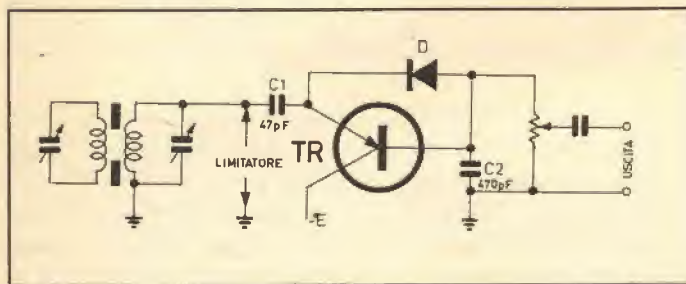 D
C1
47pF
LIMITATORE
TR
C2
470pF
USCITA
-E